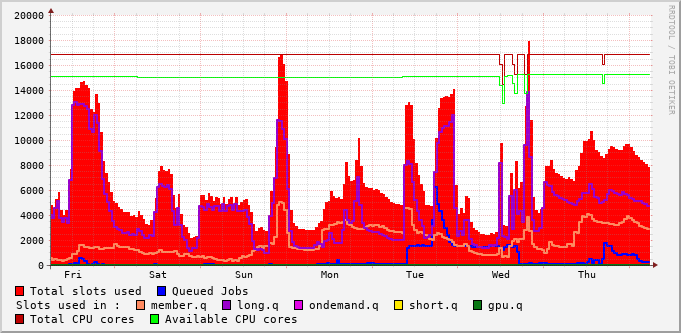 20000
18000
16000
14000
12000
10000
8000
6000
4000
2000
0
Fri Sat Sun Mon Tue Wed Thu
RRDTOOL / TOBI OETIKER
Total slots used Queued Jobs
Slots used in : member.q long.q ondemand.q short.q gpu.q
Total CPU cores Available CPU cores